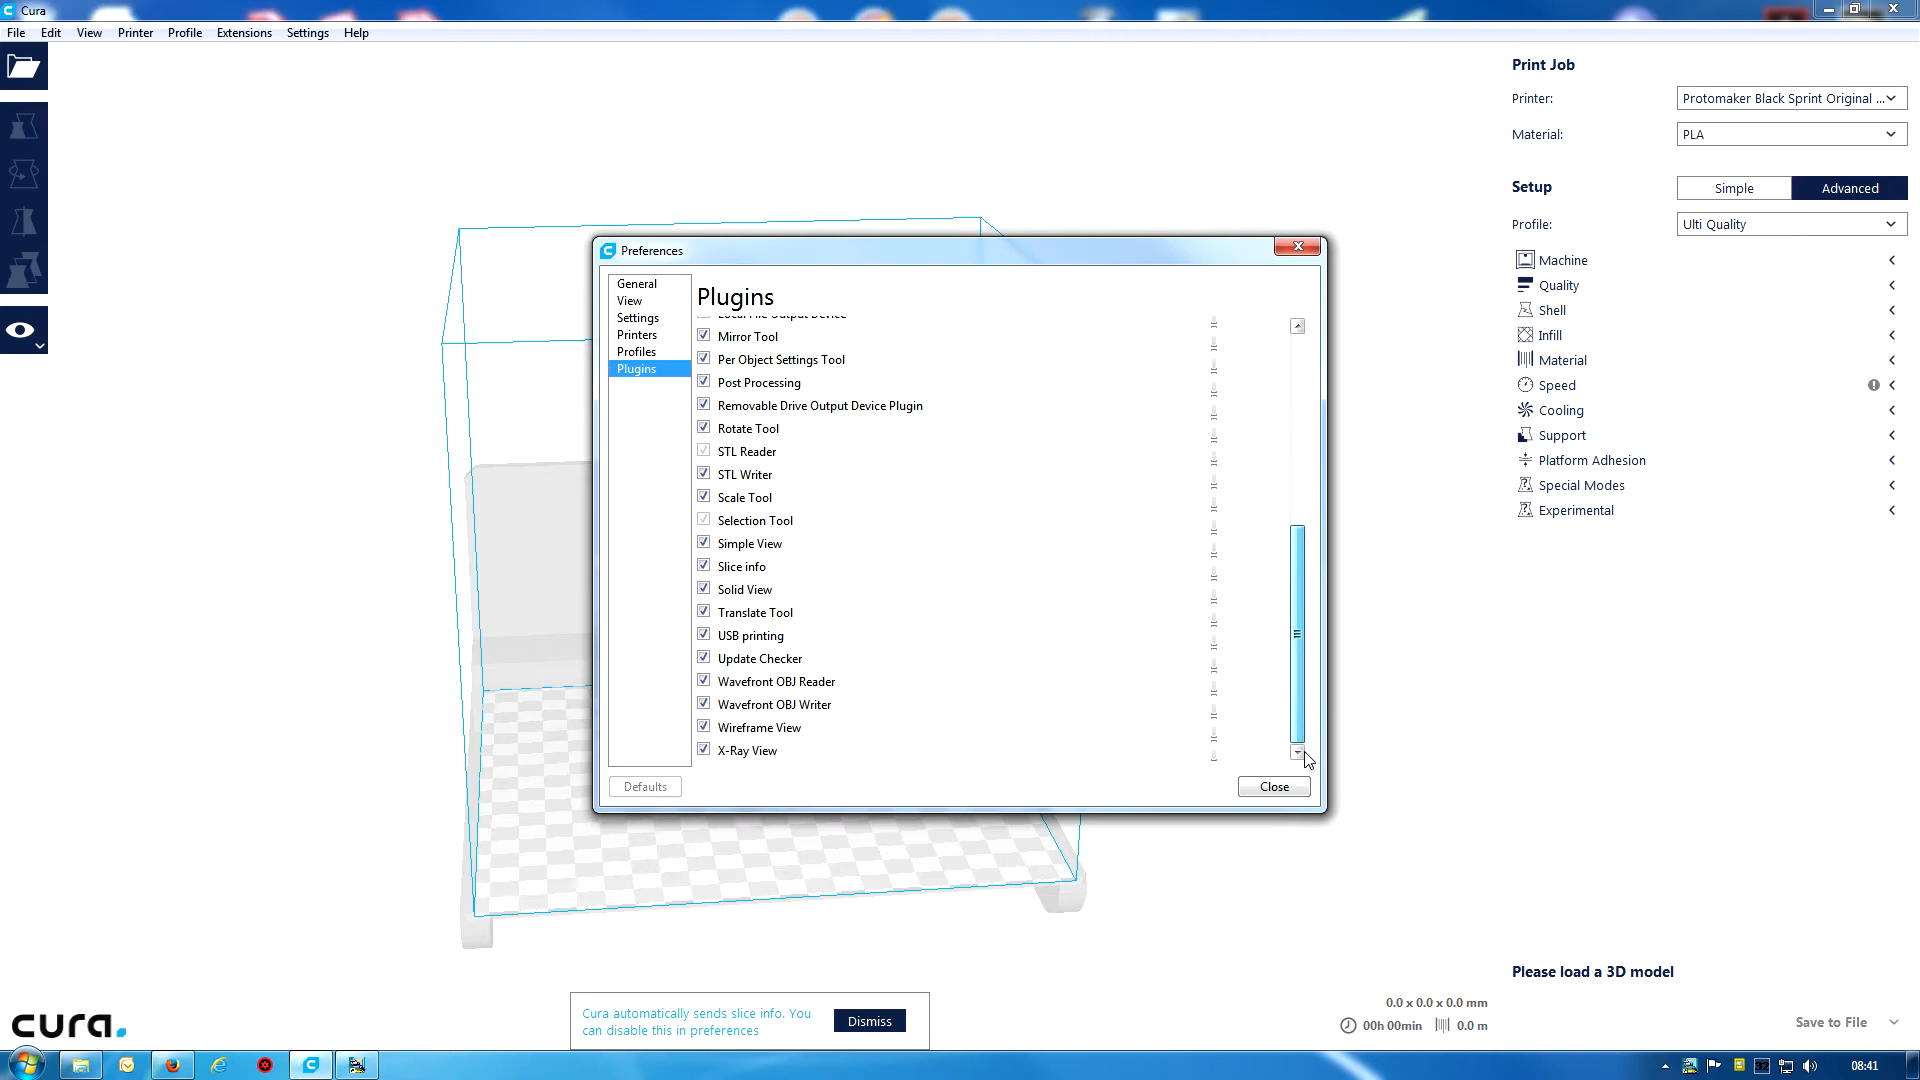 Cura
File Edit View Printer Profile Extensions Settings Help
Print Job
Printer: Protomaker Black Sprint Original ...
Material: PLA
Setup Simple Advanced
Profile: Ulti Quality
Machine
Quality
Shell
Infill
Material
Speed
Cooling
Support
Platform Adhesion
Special Modes
Experimental
Preferences
General
View
Settings
Printers
Profiles
Plugins
Plugins
Local File Output Device
Mirror Tool
Per Object Settings Tool
Post Processing
Removable Drive Output Device Plugin
Rotate Tool
STL Reader
STL Writer
Scale Tool
Selection Tool
Simple View
Slice info
Solid View
Translate Tool
USB printing
Update Checker
Wavefront OBJ Reader
Wavefront OBJ Writer
Wireframe View
X-Ray View
Defaults Close
Please load a 3D model
0.0 x 0.0 x 0.0 mm
00h 00min 0.0 m
Save to File
Cura automatically sends slice info. You
can disable this in preferences
Dismiss
cura.
08:41